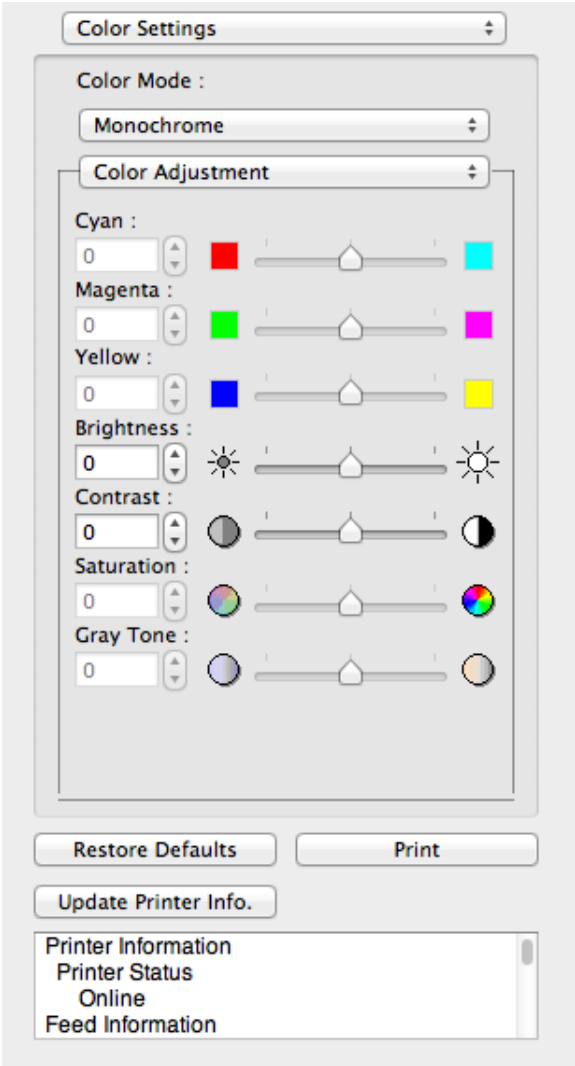 Color Settings
Color Mode :
Monochrome
Color Adjustment
Cyan :
0
Magenta :
0
Yellow :
0
Brightness :
0
Contrast :
0
Saturation :
0
Gray Tone :
0
Restore Defaults Print
Update Printer Info.
Printer Information
Printer Status
Online
Feed Information